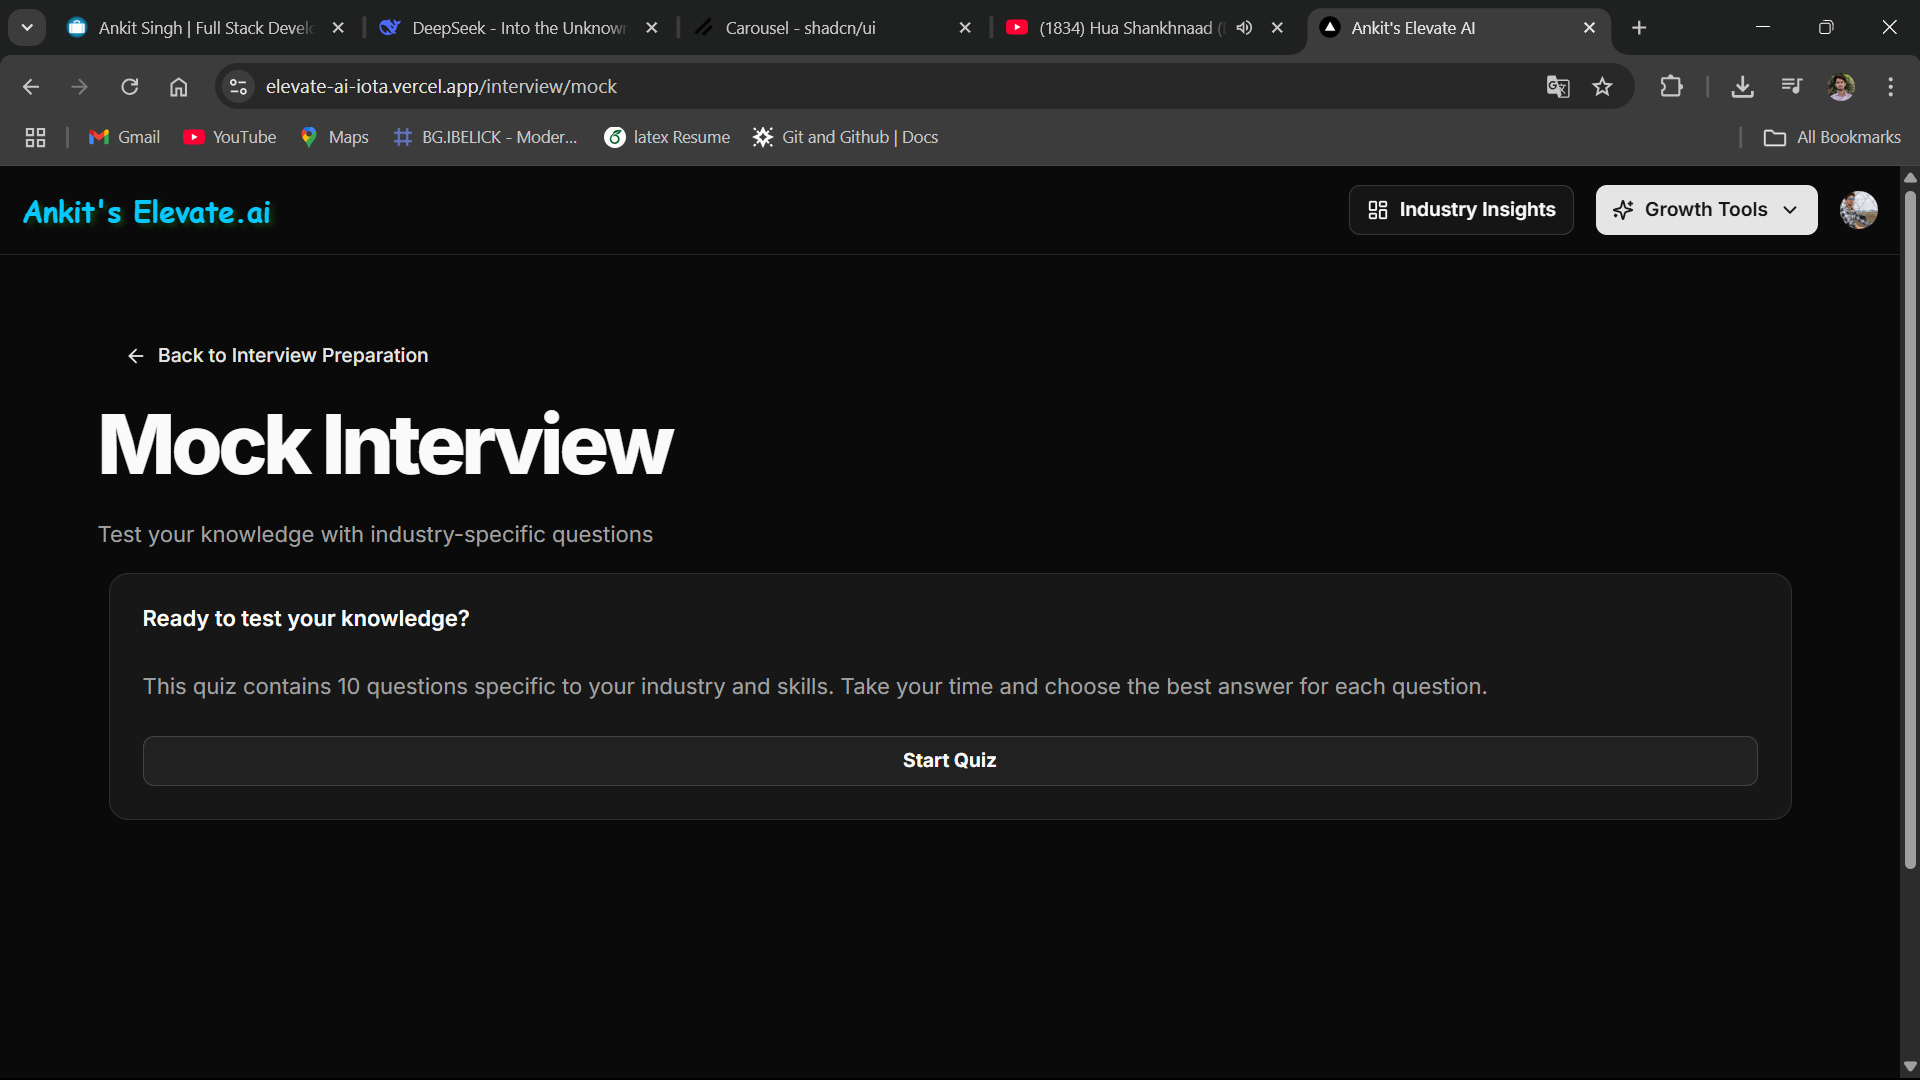 Ankit Singh | Full Stack Devel
DeepSeek - Into the Unknown
Carousel - shadcn/ui
(1834) Hua Shankhnaad (
Ankit's Elevate AI
elevate-ai-iota.vercel.app/interview/mock
Gmail
YouTube
Maps
BG.IBELICK - Moder...
latex Resume
Git and Github | Docs
All Bookmarks
Ankit's Elevate.ai
Industry Insights
Growth Tools
Back to Interview Preparation
Mock Interview
Test your knowledge with industry-specific questions
Ready to test your knowledge?
This quiz contains 10 questions specific to your industry and skills. Take your time and choose the best answer for each question.
Start Quiz